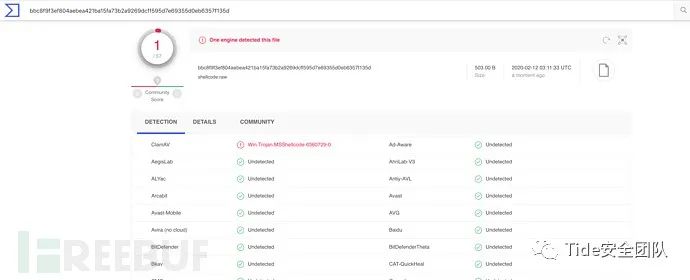 bbc8f9f3ef804aebea421ba15fa73b2a9269dcff595d7e69355d0eb6357f135d
1
/ 57
Community
Score
One engine detected this file
bbc8f9f3ef804aebea421ba15fa73b2a9269dcff595d7e69355d0eb6357f135d
shellcode.raw
503.00 B
Size
2020-02-12 03:11:33 UTC
a moment ago
DETECTION DETAILS COMMUNITY
ClamAV Win.Trojan.MSShellcode-6360729-0 Ad-Aware Undetected
AegisLab Undetected AhnLab-V3 Undetected
ALYac Undetected Antiy-AVL Undetected
Arcabit Undetected Avast Undetected
Avast-Mobile Undetected AVG Undetected
Avira (no cloud) Undetected Baidu Undetected
BitDefender Undetected BitDefenderTheta Undetected
Bkav Undetected CAT-QuickHeal Undetected
FREEBUF
Tide安全团队